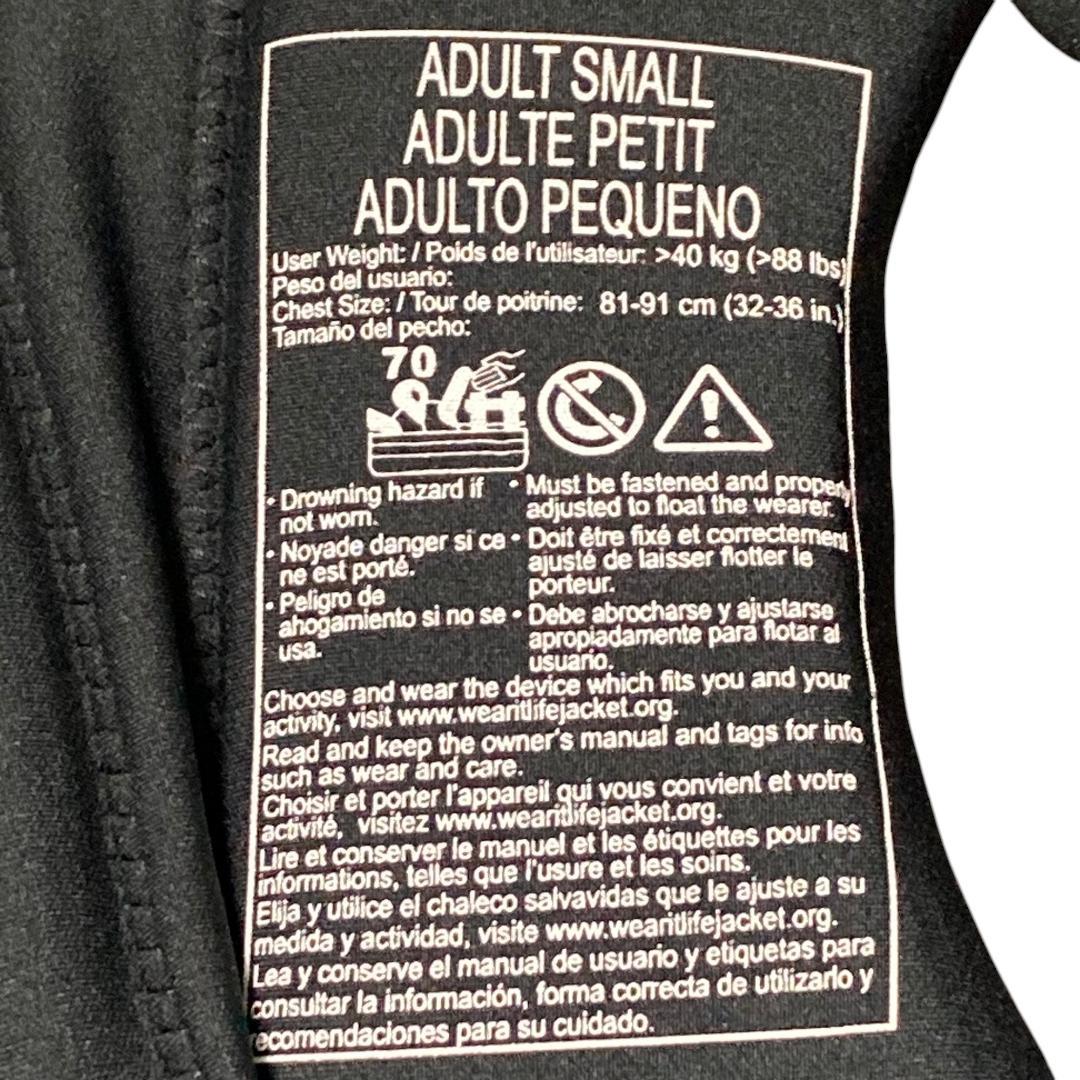 ADULT SMALL
ADULTE PETIT
ADULTO PEQUENO
User Weight: / Poids de l'utilisateur: >40 kg (>88 lbs)
Peso del usuario:
Chest Size: / Tour de poitrine: 81-91 cm (32-36 in.)
Tamaño del pecho:
70
• Drowning hazard if
not worn.
• Noyade danger si ce
ne est porté.
• Peligro de
ahogamiento si no se
usa.
• Must be fastened and properly
adjusted to float the wearer.
• Doit être fixé et correctement
ajusté de laisser flotter le
porteur.
• Debe abrocharse y ajustarse
apropiadamente para flotar al
usuario.
Choose and wear the device which fits you and your
activity, visit www.wearitlifejacket.org.
Read and keep the owner's manual and tags for info
such as wear and care.
Choisir et porter l'appareil qui vous convient et votre
activité, visitez www.wearitlifejacket.org.
Lire et conserver le manuel et les étiquettes pour les
informations, telles que l'usure et les soins.
Elija y utilice el chaleco salvavidas que le ajuste a su
medida y actividad, visite www.wearitlifejacket.org.
Lea y conserve el manual de usuario y etiquetas para
consultar la información, forma correcta de utilizarlo y
recomendaciones para su cuidado.